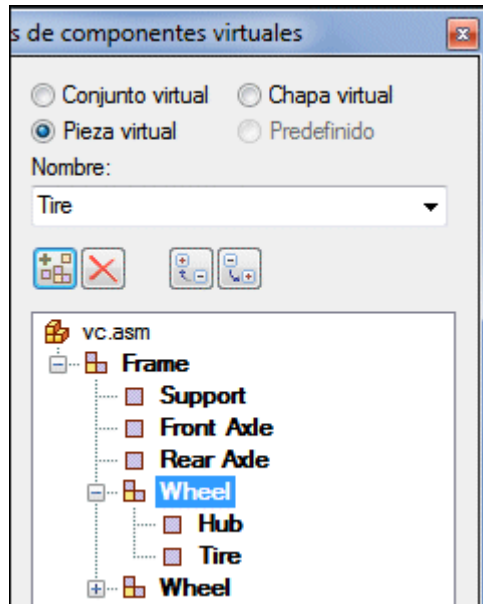 s de componentes virtuales
Conjunto virtual Chapa virtual
Pieza virtual Predefinido
Nombre:
Tire
vc.asm
Frame
Support
Front Axle
Rear Axle
Wheel
Hub
Tire
Wheel